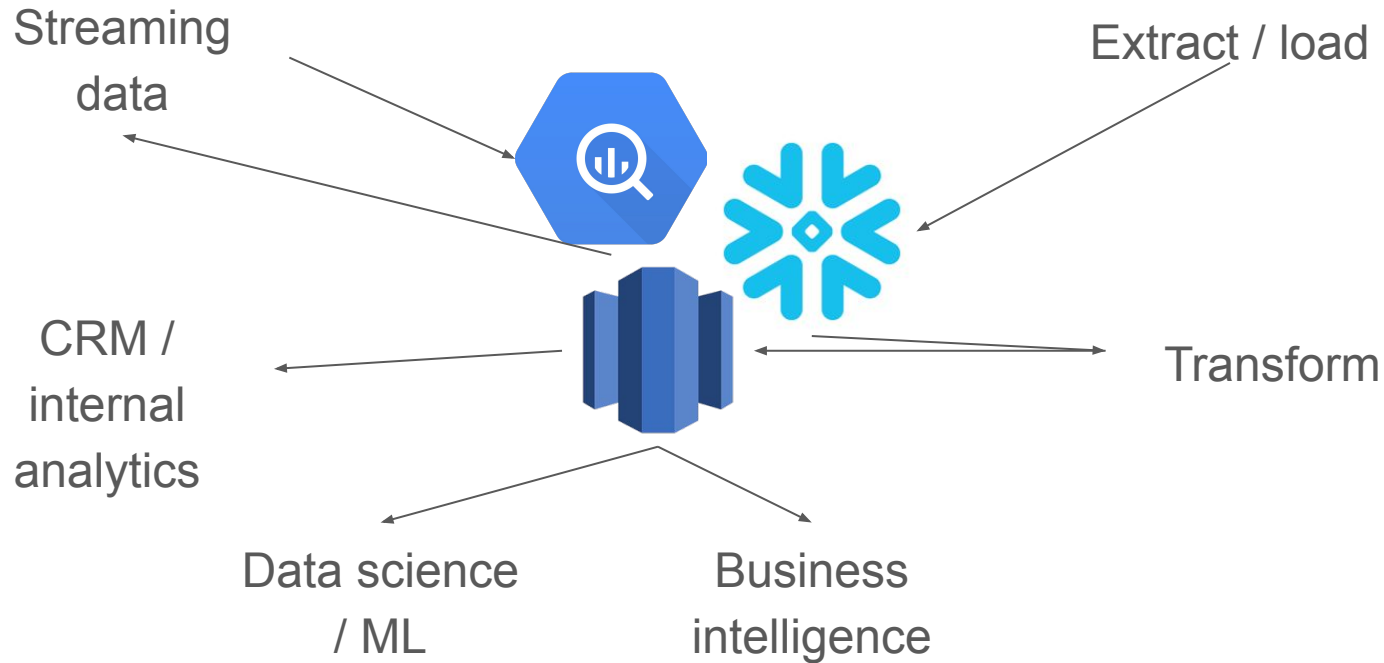 Streaming
data
Extract / load
CRM /
internal
analytics
Transform
Data science
/ ML
Business
intelligence